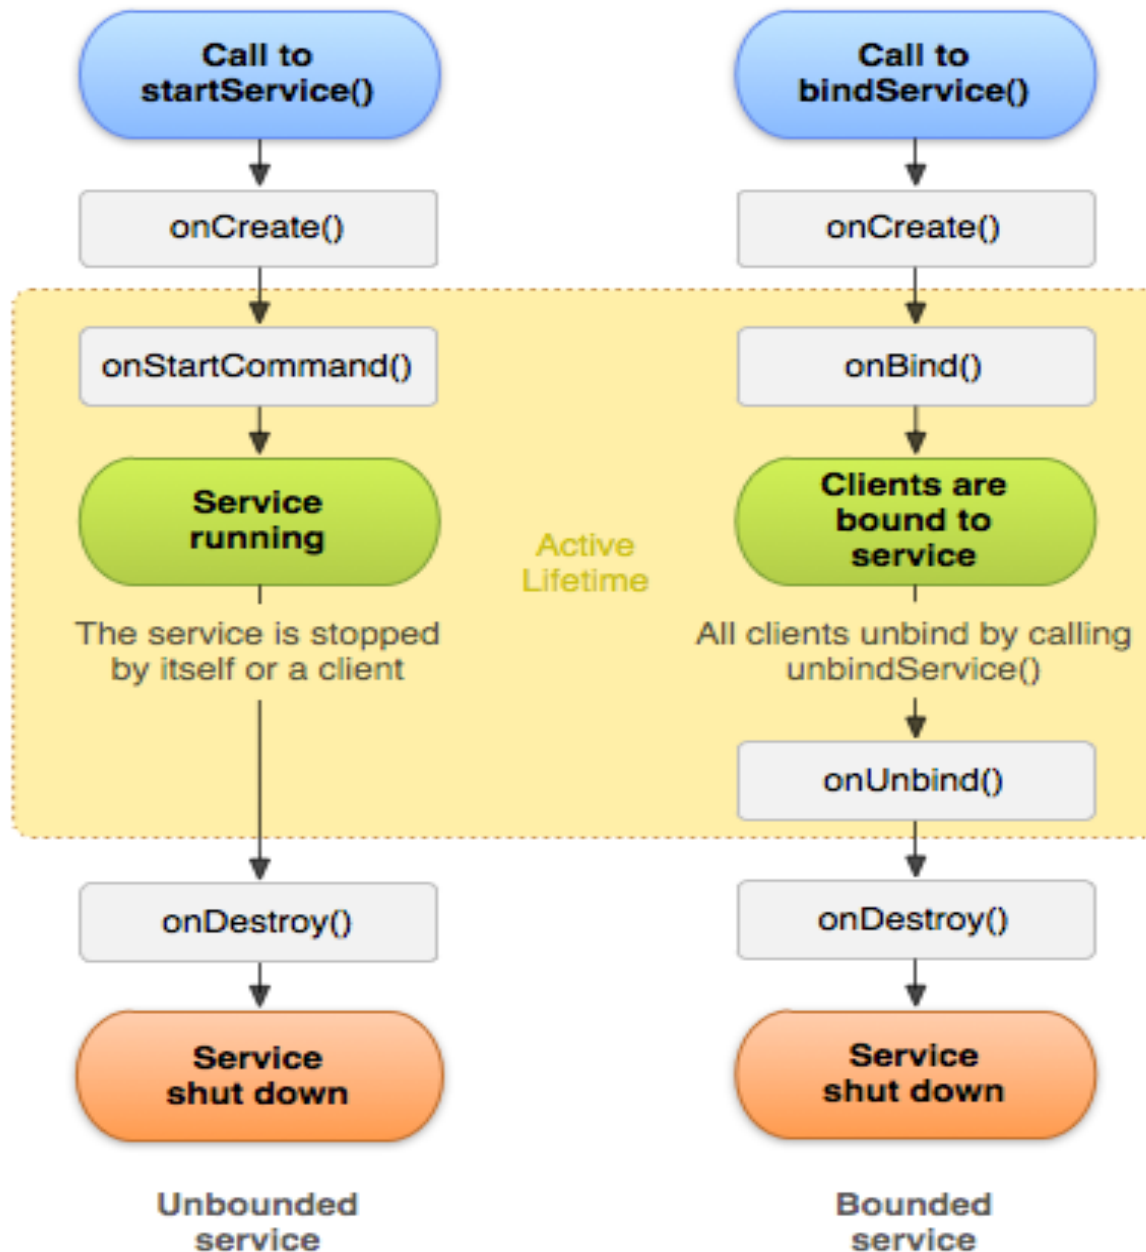 Call to
startService()
onCreate()
onStartCommand()
Service
running
The service is stopped
by itself or a client
onDestroy()
Service
shut down
Unbounded
service
Active
Lifetime
Call to
bindService()
onCreate()
onBind()
Clients are
bound to
service
All clients unbind by calling
unbindService()
onUnbind()
onDestroy()
Service
shut down
Bounded
service